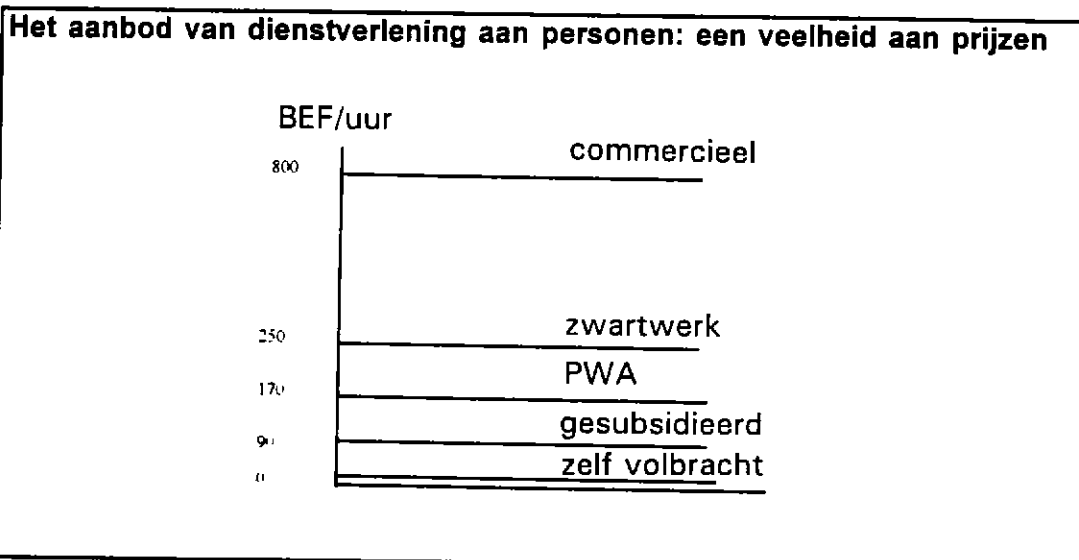 Het aanbod van dienstverlening aan personen: een veelheid aan prijzen
BEF/uur
commercieel
800
zwartwerk
250
PWA
170
gesubsidieerd
90
zelf volbracht
0